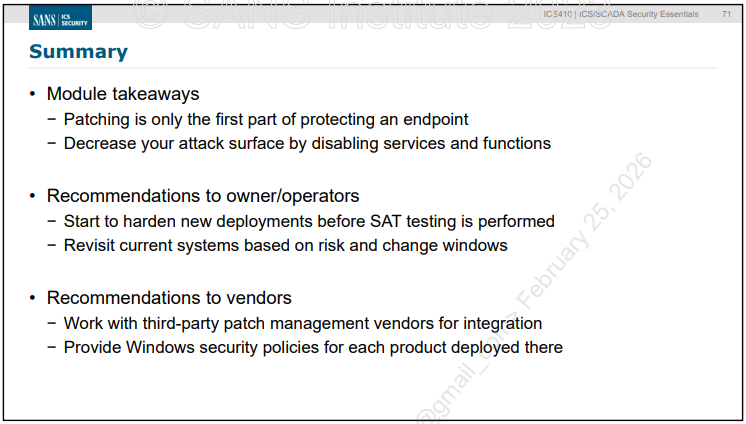 SANS ICS SECURITY
© SANS Institute 2026
ICS410 | ICS/SCADA Security Essentials 71
Summary
• Module takeaways
− Patching is only the first part of protecting an endpoint
− Decrease your attack surface by disabling services and functions
• Recommendations to owner/operators
− Start to harden new deployments before SAT testing is performed
− Revisit current systems based on risk and change windows
• Recommendations to vendors
− Work with third-party patch management vendors for integration
− Provide Windows security policies for each product deployed there
February 25, 2026